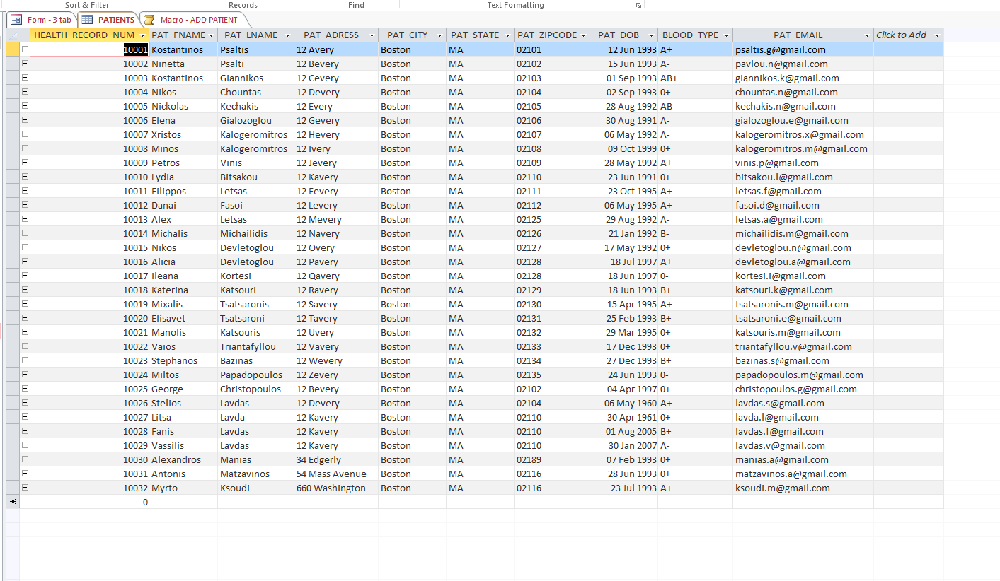 Sort & Filter Records Find Text Formatting
Form - 3 tab PATIENTS Macro - ADD PATIENT
HEALTH_RECORD_NUM PAT_FNAME PAT_LNAME PAT_ADRESS PAT_CITY PAT_STATE PAT_ZIPCODE PAT_DOB BLOOD_TYPE PAT_EMAIL Click to Add
10001 Kostantinos Psaltis 12 Avery Boston MA 02101 12 Jun 1993 A+ psaltis.g@gmail.com
10002 Ninetta Psalti 12 Bevery Boston MA 02102 15 Jun 1993 A- pavlou.n@gmail.com
10003 Kostantinos Giannikos 12 Cevery Boston MA 02103 01 Sep 1993 AB+ giannikos.k@gmail.com
10004 Nikos Chountas 12 Devery Boston MA 02104 02 Sep 1993 0+ chountas.n@gmail.com
10005 Nickolas Kechakis 12 Every Boston MA 02105 28 Aug 1992 AB- kechakis.n@gmail.com
10006 Elena Gialozoglou 12 Gevery Boston MA 02106 30 Aug 1991 A- gialozoglou.e@gmail.com
10007 Xristos Kalogeromitros 12 Hevery Boston MA 02107 06 May 1992 A- kalogeromitros.x@gmail.com
10008 Minos Kalogeromitros 12 Ivery Boston MA 02108 09 Oct 1999 0+ kalogeromitros.m@gmail.com
10009 Petros Vinis 12 Jevery Boston MA 02109 28 May 1992 A+ vinis.p@gmail.com
10010 Lydia Bitsakou 12 Kavery Boston MA 02110 23 Jun 1991 0+ bitsakou.l@gmail.com
10011 Filippos Letsas 12 Fevery Boston MA 02111 23 Oct 1995 A+ letsas.f@gmail.com
10012 Danai Fasoi 12 Levery Boston MA 02112 06 May 1995 A+ fasoi.d@gmail.com
10013 Alex Letsas 12 Mevery Boston MA 02125 29 Aug 1992 A- letsas.a@gmail.com
10014 Michalis Michailidis 12 Navery Boston MA 02126 21 Jan 1992 B- michailidis.m@gmail.com
10015 Nikos Devletoglou 12 Overy Boston MA 02127 17 May 1992 0+ devletoglou.n@gmail.com
10016 Alicia Devletoglou 12 Pavery Boston MA 02128 18 Jul 1997 A+ devletoglou.a@gmail.com
10017 Ileana Kortesi 12 Qavery Boston MA 02128 18 Jun 1997 0- kortesi.i@gmail.com
10018 Katerina Katsouri 12 Ravery Boston MA 02129 18 Jun 1993 B+ katsouri.k@gmail.com
10019 Mixalis Tsatsaronis 12 Savery Boston MA 02130 15 Apr 1995 A+ tsatsaronis.m@gmail.com
10020 Elisavet Tsatsaroni 12 Tavery Boston MA 02131 25 Feb 1993 B+ tsatsaroni.e@gmail.com
10021 Manolis Katsouris 12 Uvery Boston MA 02132 29 Mar 1995 0+ katsouris.m@gmail.com
10022 Vaios Triantafyllou 12 Vavery Boston MA 02133 17 Dec 1993 0+ triantafyllou.v@gmail.com
10023 Stephanos Bazinas 12 Wevery Boston MA 02134 27 Dec 1993 B+ bazinas.s@gmail.com
10024 Miltos Papadopoulos 12 Zevery Boston MA 02135 24 Jun 1993 0- papadopoulos.m@gmail.com
10025 George Christopoulos 12 Bevery Boston MA 02102 04 Apr 1997 0+ christopoulos.g@gmail.com
10026 Stelios Lavdas 12 Devery Boston MA 02104 06 May 1960 A+ lavdas.s@gmail.com
10027 Litsa Lavda 12 Kavery Boston MA 02110 30 Apr 1961 0+ lavda.l@gmail.com
10028 Fanis Lavdas 12 Kavery Boston MA 02110 01 Aug 2005 B+ lavdas.f@gmail.com
10029 Vassilis Lavdas 12 Kavery Boston MA 02110 30 Jan 2007 A- lavdas.v@gmail.com
10030 Alexandros Manias 34 Edgerly Boston MA 02189 07 Feb 1993 0+ manias.a@gmail.com
10031 Antonis Matzavinos 54 Mass Avenue Boston MA 02116 28 Jun 1993 0+ matzavinos.a@gmail.com
10032 Myrto Ksoudi 660 Washington Boston MA 02116 23 Jul 1993 A+ ksoudi.m@gmail.com
0